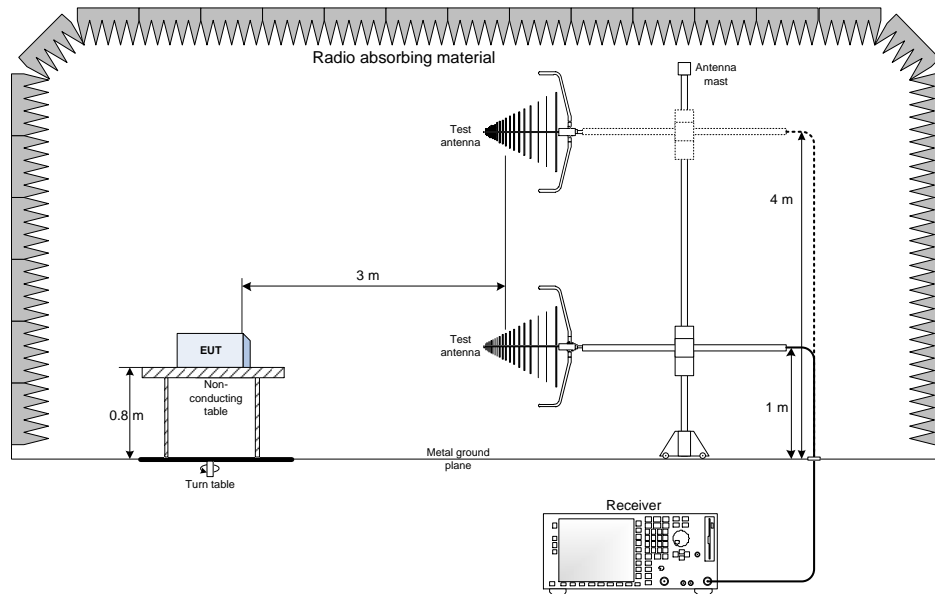 Radio absorbing material
Antenna
mast
Test
antenna
4 m
3 m
Test
antenna
EUT
Non-
conducting
table
0.8 m
1 m
Metal ground
plane
Turn table
Receiver